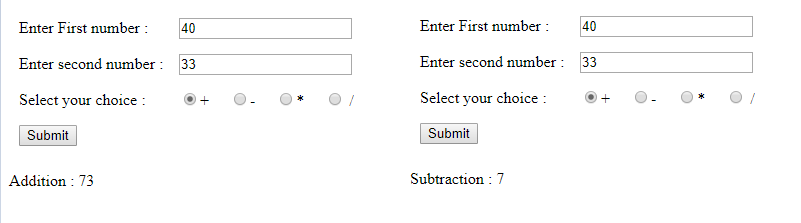 Enter First number : 40
Enter second number : 33
Select your choice : + - * /
Submit
Addition : 73
Enter First number : 40
Enter second number : 33
Select your choice : + - * /
Submit
Subtraction : 7